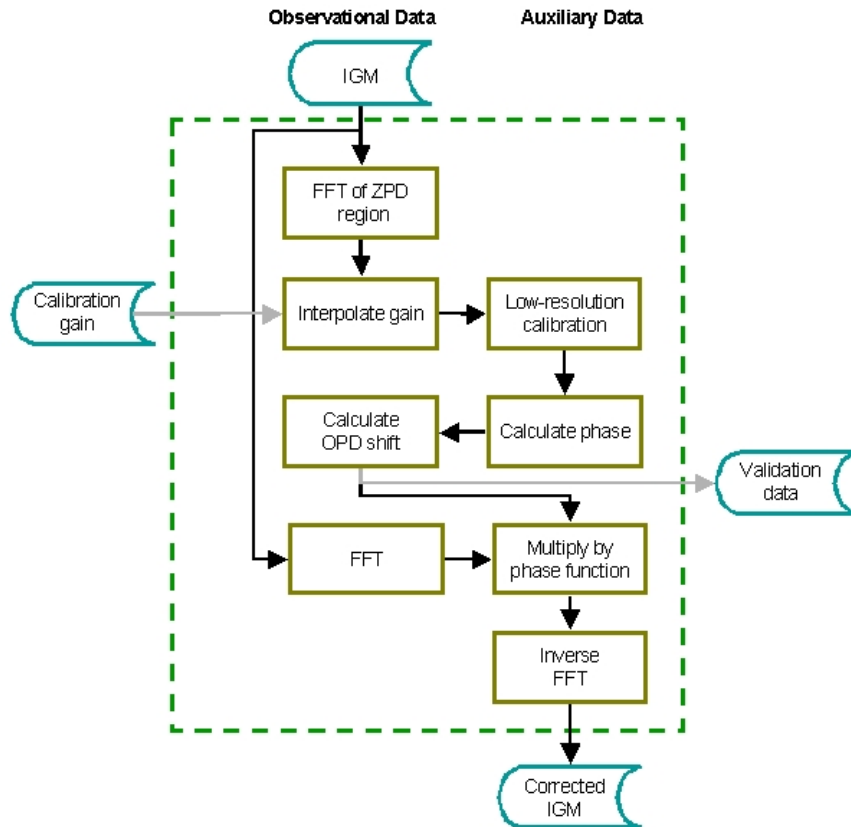 Observational Data
Auxiliary Data
IGM
FFT of ZPD
region
Calibration
gain
Interpolate gain
Low-resolution
calibration
Calculate
OPD shift
Calculate phase
Validation
data
FFT
Multiply by
phase function
Inverse
FFT
Corrected
IGM